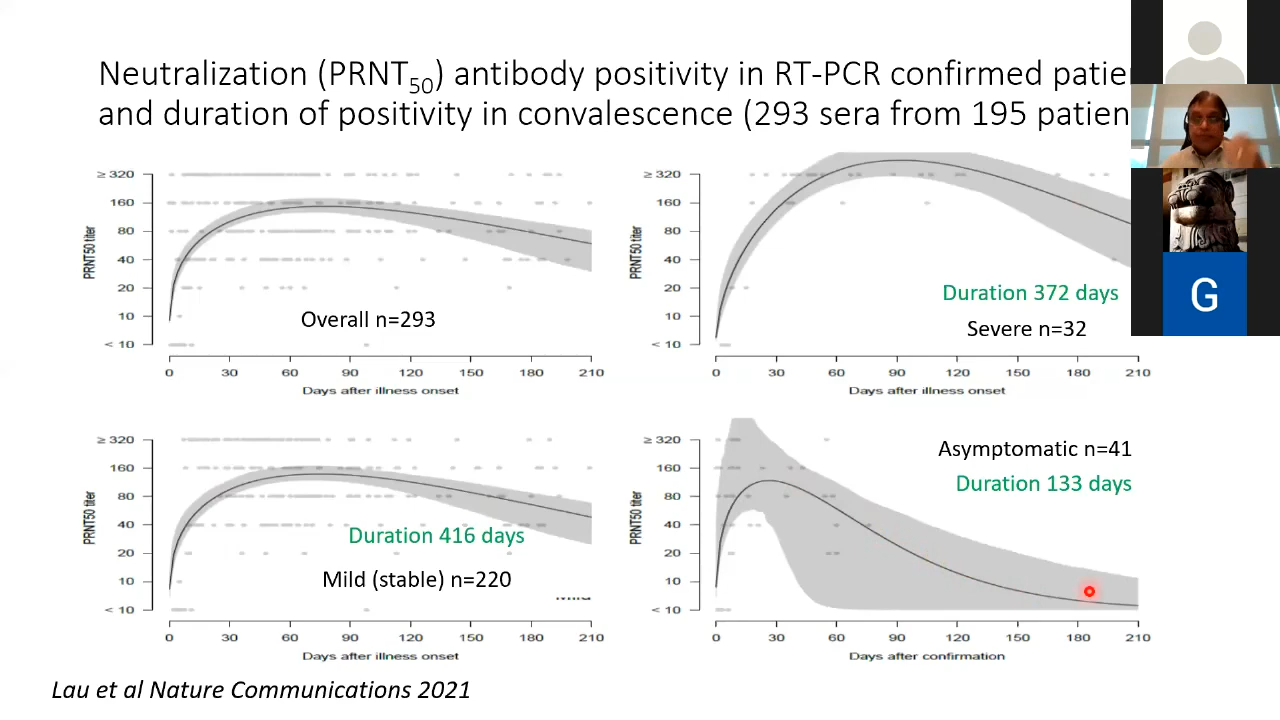 Neutralization (PRNT50) antibody positivity in RT-PCR confirmed patie
and duration of positivity in convalescence (293 sera from 195 patien
≥ 320
160
80
40
20
10
< 10
PRNT50 titer
Overall n=293
0 30 60 90 120 150 180 210
Days after illness onset
≥ 320
160
80
40
20
10
< 10
PRNT50 titer
Duration 372 days
Severe n=32
0 30 60 90 120 150 180 210
Days after illness onset
G
≥ 320
160
80
40
20
10
< 10
PRNT50 titer
Duration 416 days
Mild (stable) n=220
0 30 60 90 120 150 180 210
Days after illness onset
≥ 320
160
80
40
20
10
< 10
PRNT50 titer
Asymptomatic n=41
Duration 133 days
0 30 60 90 120 150 180 210
Days after confirmation
Lau et al Nature Communications 2021